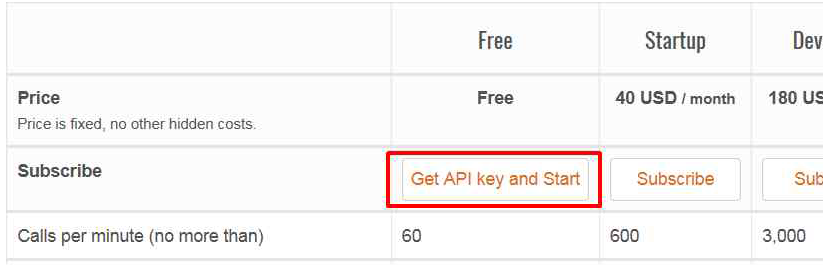 Free Startup Dev
Price Free 40 USD / month 180 US
Price is fixed, no other hidden costs.
Subscribe Get API key and Start Subscribe Sub
Calls per minute (no more than) 60 600 3,000